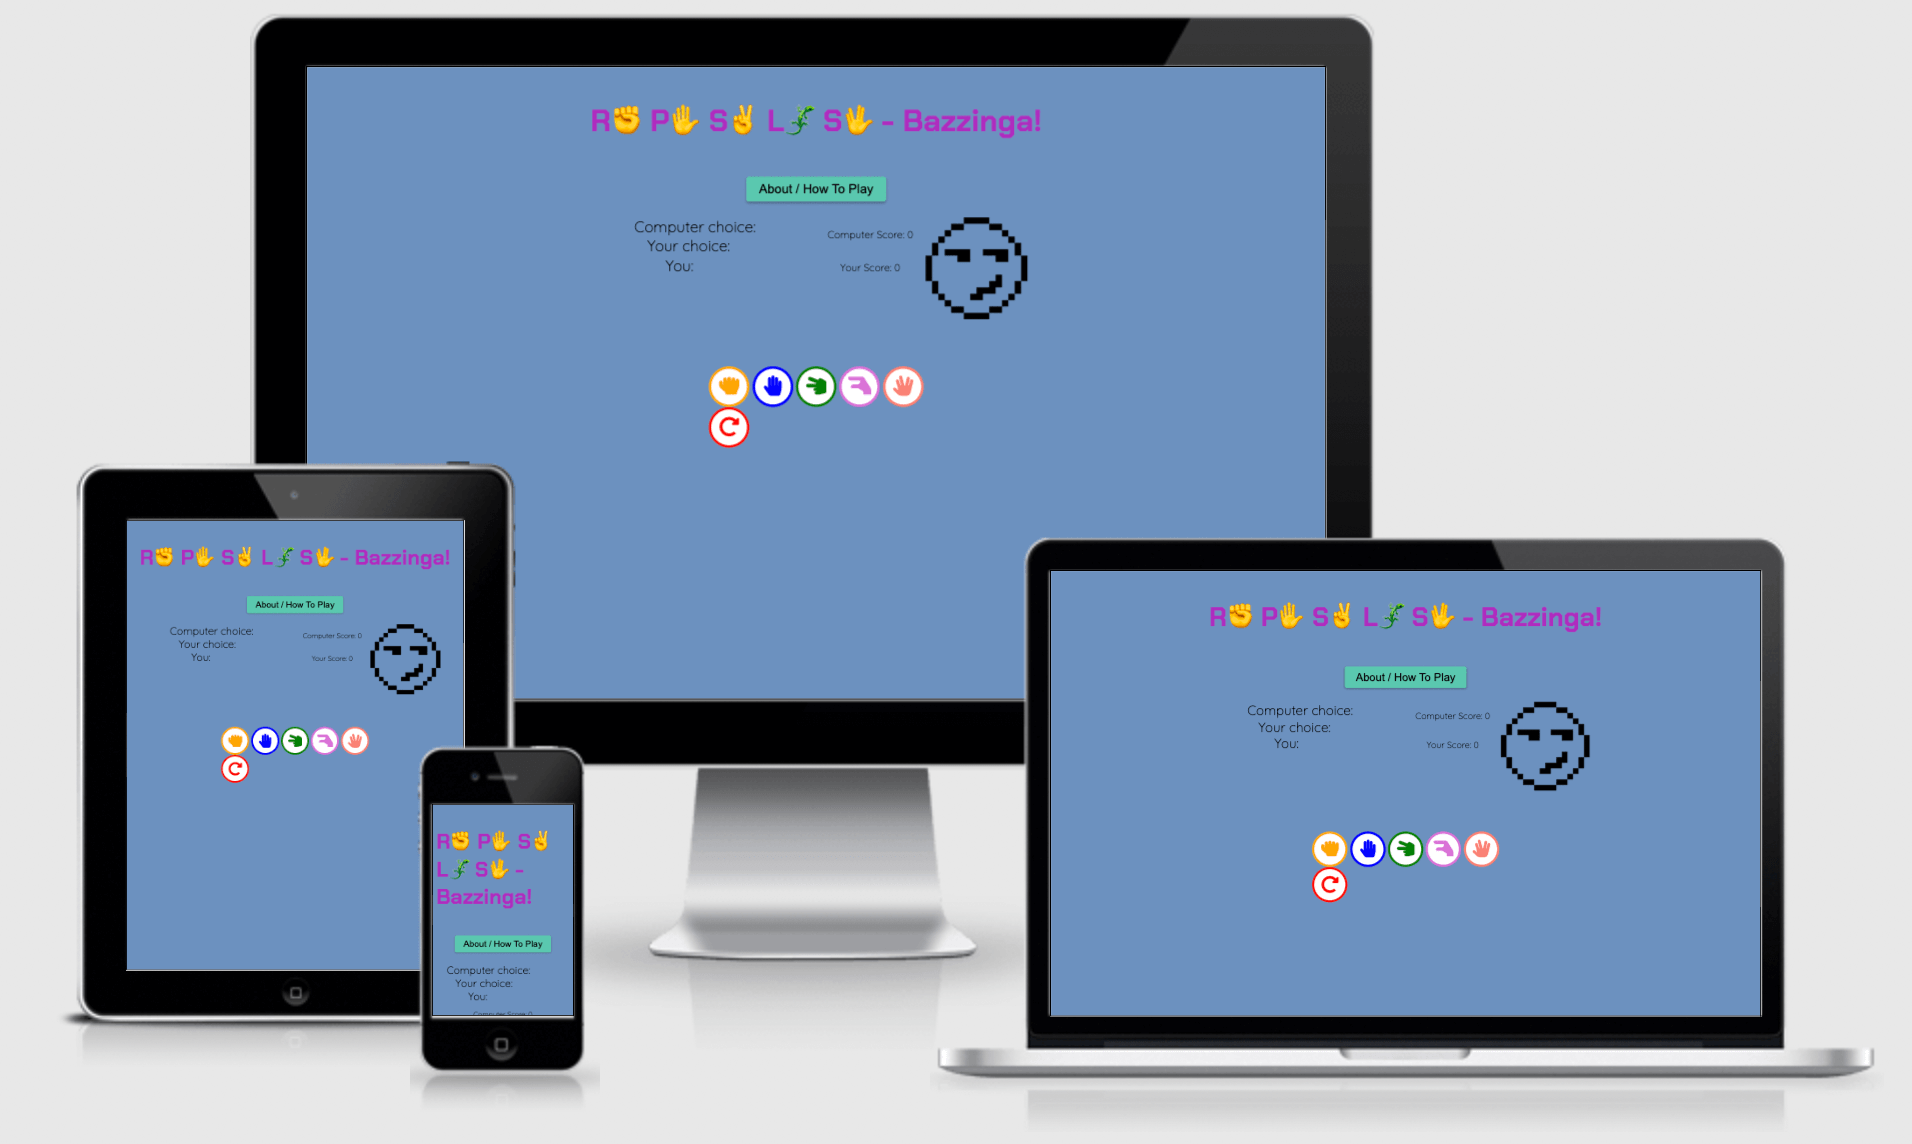 R✊ P✋ S✌ L🦎 S🖖 - Bazzinga!
About / How To Play
Computer choice:
Your choice:
You:
Computer Score: 0
Your Score: 0
R✊ P✋ S✌ L🦎 S🖖 - Bazzinga!
About / How To Play
Computer choice:
Your choice:
You:
Computer Score: 0
Your Score: 0
R✊ P✋ S✌
L🦎 S🖖 -
Bazzinga!
About / How To Play
Computer choice:
Your choice:
You:
Computer Score: 0
R✊ P✋ S✌ L🦎 S🖖 - Bazzinga!
About / How To Play
Computer choice:
Your choice:
You:
Computer Score: 0
Your Score: 0